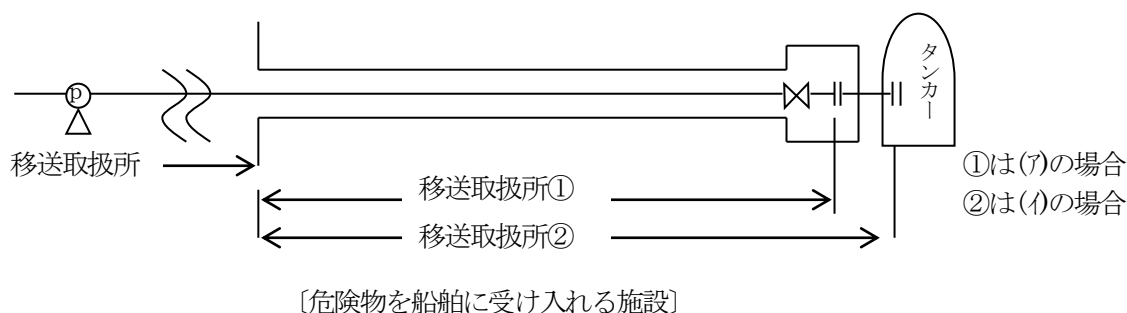 タンカー
p
移送取扱所
移送取扱所①
①は(ア)の場合
移送取扱所②
②は(イ)の場合
〔危険物を船舶に受け入れる施設〕